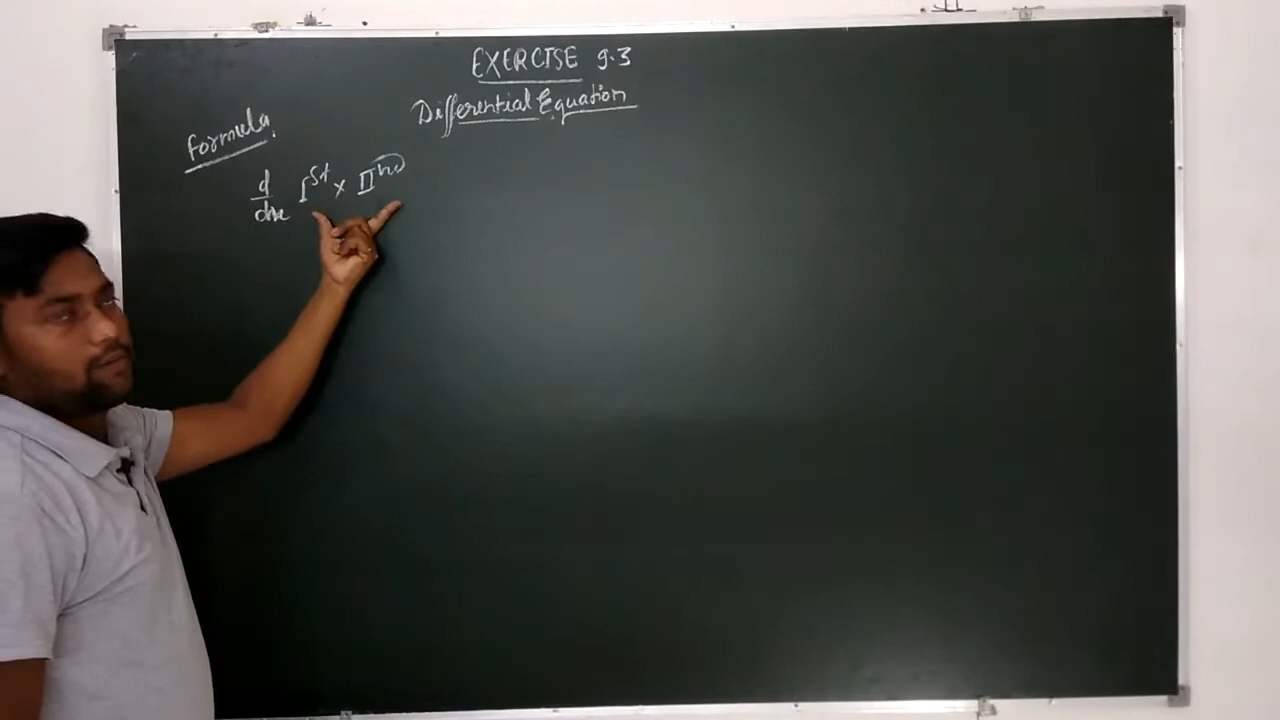 EXERCISE 9.3
Differential Equation
Formula.
d/dx Iˢᵗ × IIⁿᵈ